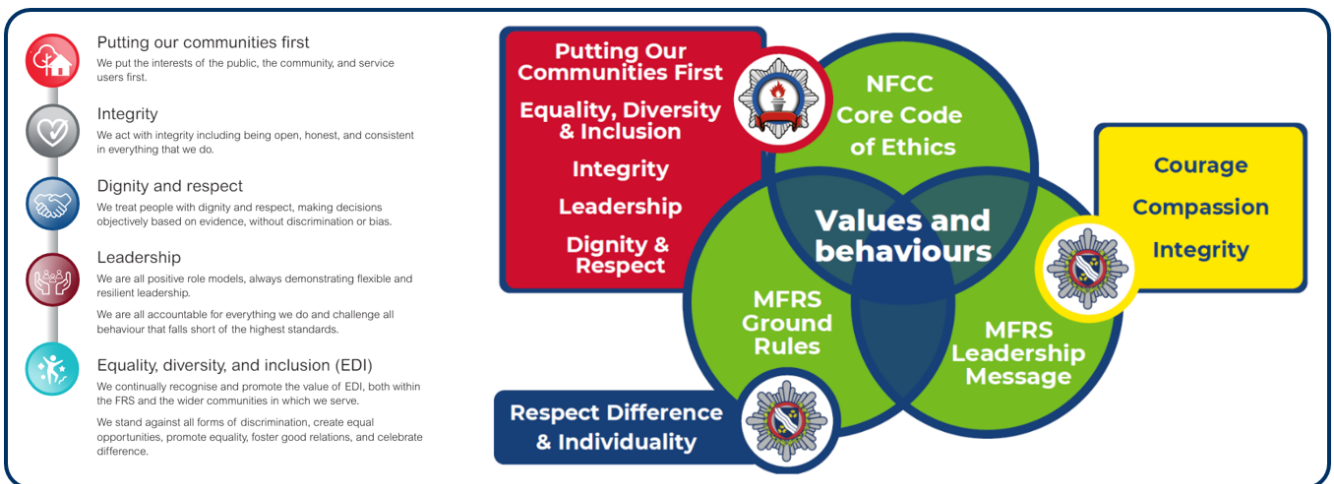 Putting our communities first
We put the interests of the public, the community, and service
users first.
Integrity
We act with integrity including being open, honest, and consistent
in everything that we do.
Dignity and respect
We treat people with dignity and respect, making decisions
objectively based on evidence, without discrimination or bias.
Leadership
We are all positive role models, always demonstrating flexible and
resilient leadership.
We are all accountable for everything we do and challenge all
behaviour that falls short of the highest standards.
Equality, diversity, and inclusion (EDI)
We continually recognise and promote the value of EDI, both within
the FRS and the wider communities in which we serve.
We stand against all forms of discrimination, create equal
opportunities, promote equality, foster good relations, and celebrate
difference.
Putting Our
Communities First
Equality, Diversity
& Inclusion
Integrity
Leadership
Dignity &
Respect
NFCC
Core Code
of Ethics
Values and
behaviours
MFRS
Ground
Rules
MFRS
Leadership
Message
Courage
Compassion
Integrity
Respect Difference
& Individuality